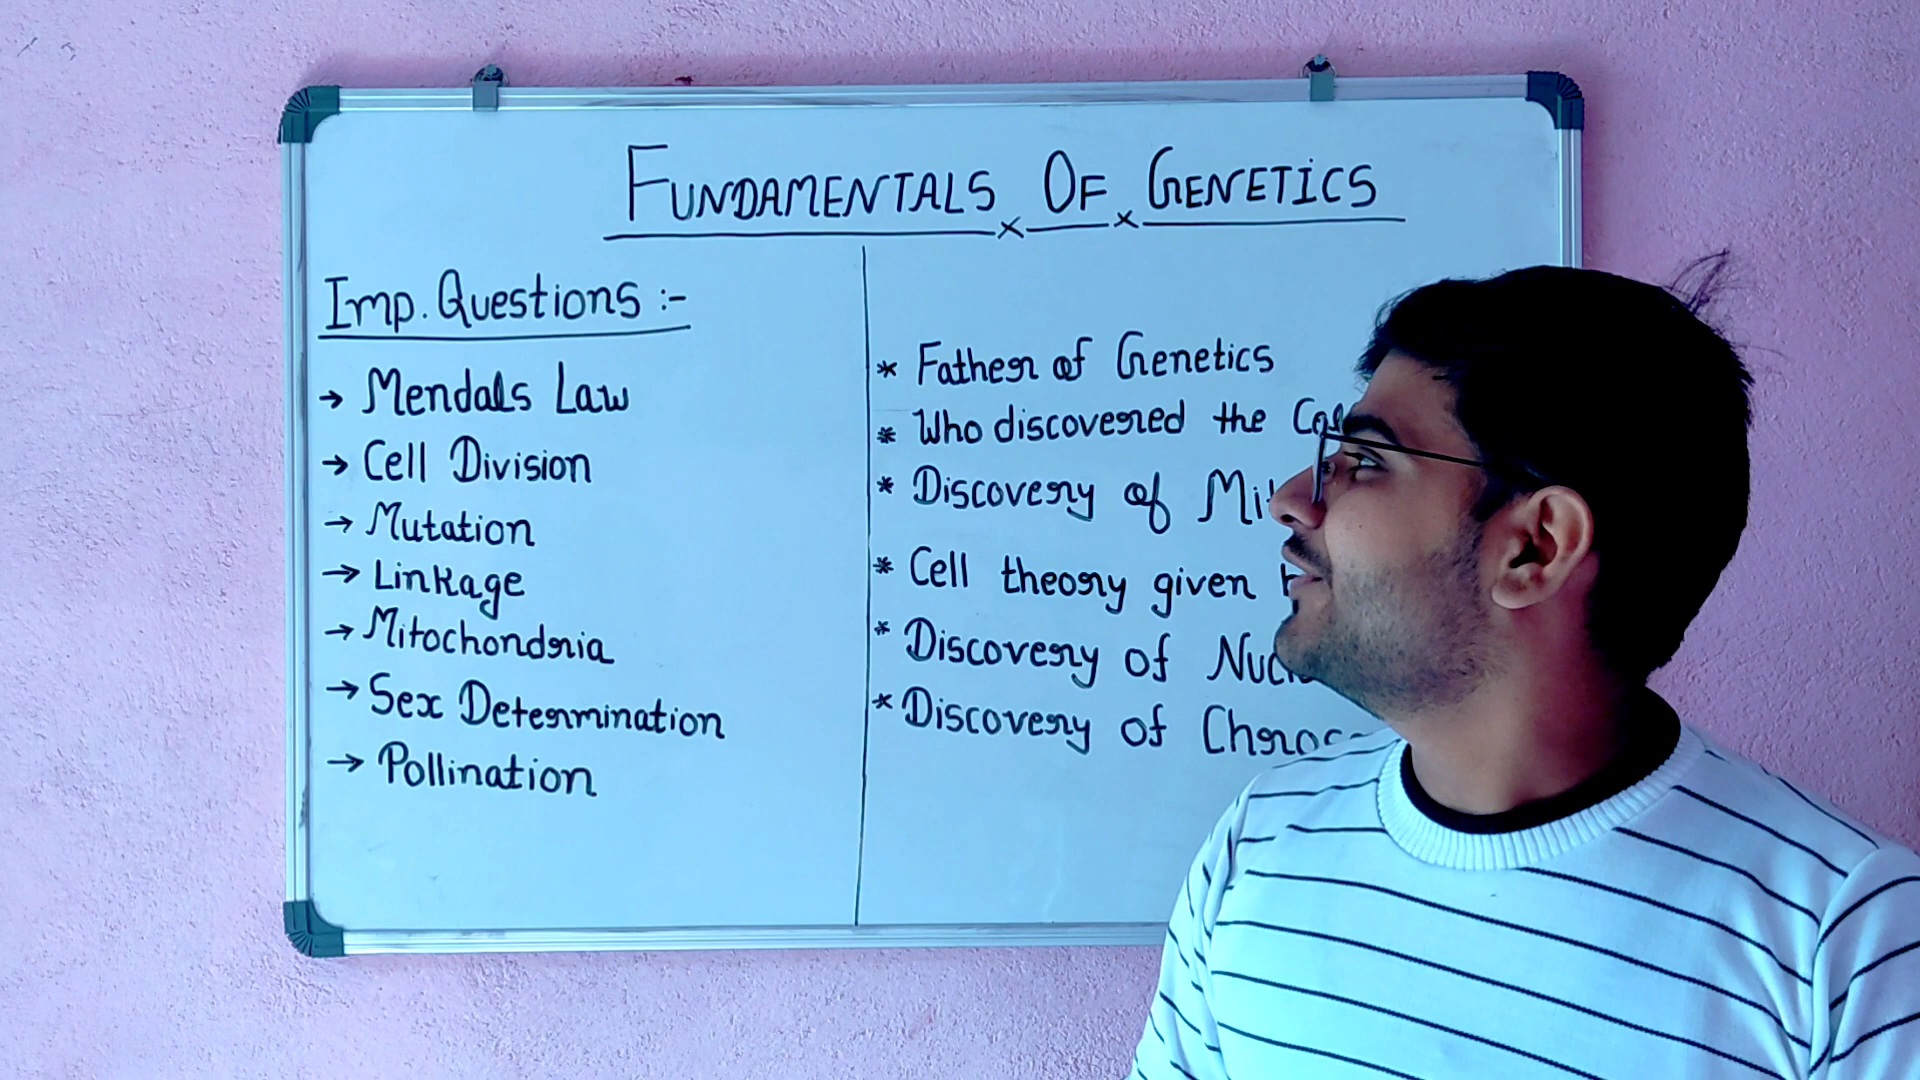 FUNDAMENTALS OF GENETICS
Imp. Questions :-
→ Mendals Law
→ Cell Division
→ Mutation
→ Linkage
→ Mitochondria
→ Sex Determination
→ Pollination
* Father of Genetics
* Who discovered the
* Discovery of
* Cell theory given
* Discovery of
* Discovery of